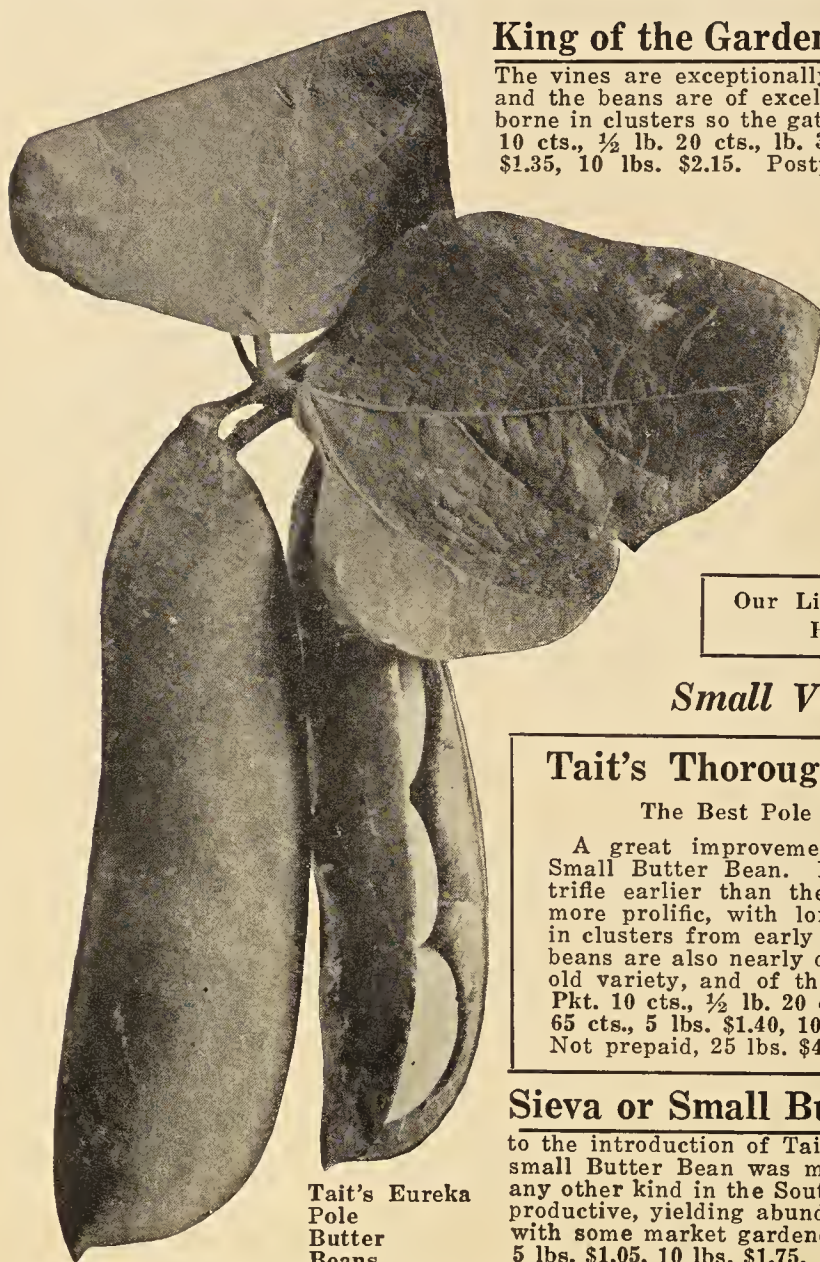 King of the Garden
The vines are exceptionally
and the beans are of excel
borne in clusters so the gat
10 cts., ½ lb. 20 cts., lb.
$1.35, 10 lbs. $2.15. Postp
Our Li
Small V
Tait's Thoroug
The Best Pole
A great improveme
Small Butter Bean.
trifle earlier than the
more prolific, with lon
in clusters from early
beans are also nearly
old variety, and of th
Pkt. 10 cts., ½ lb. 20
65 cts., 5 lbs. $1.40, 10
Not prepaid, 25 lbs. $4
Sieva or Small Bu
to the introduction of Tai
small Butter Bean was m
any other kind in the Sout
productive, yielding abund
with some market gardene
5 lbs. $1.05, 10 lbs. $1.75.
Tait's Eureka
Pole
Butter
Beans